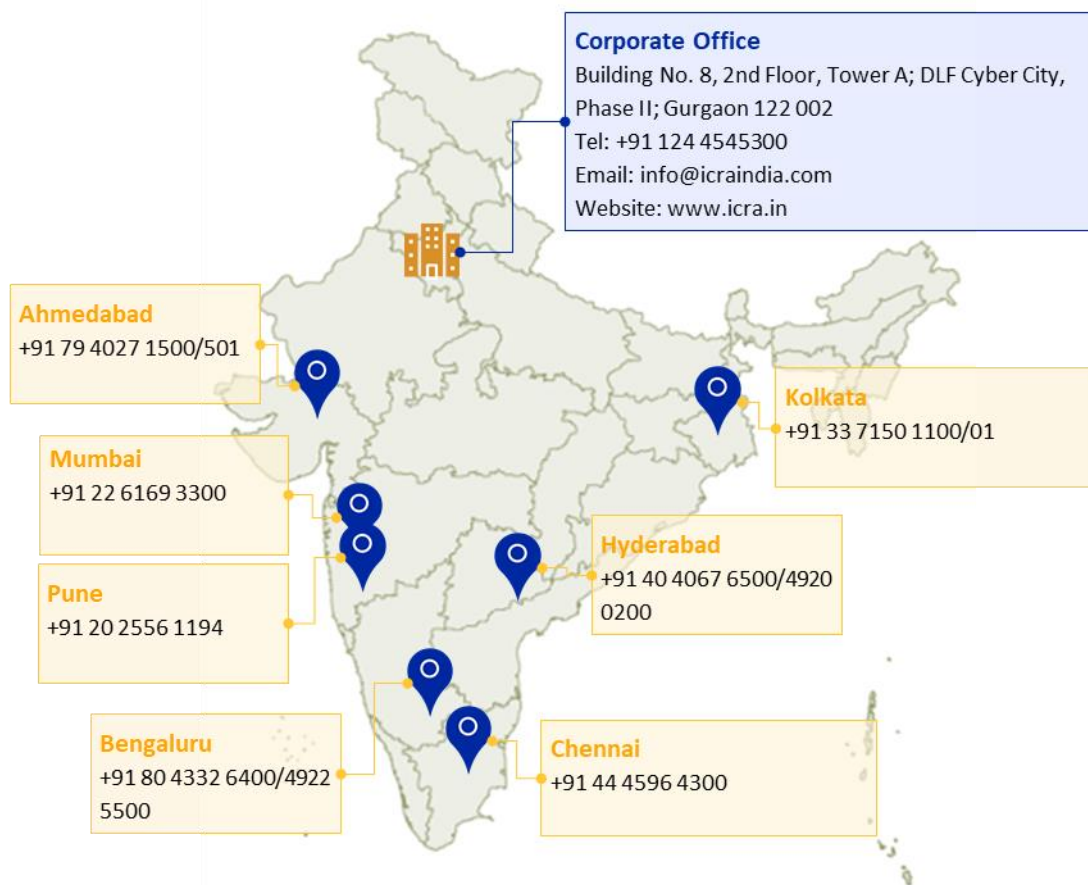 Corporate Office
Building No. 8, 2nd Floor, Tower A; DLF Cyber City,
Phase II; Gurgaon 122 002
Tel: +91 124 4545300
Email: info@icraindia.com
Website: www.icra.in
Ahmedabad
+91 79 4027 1500/501
Kolkata
+91 33 7150 1100/01
Mumbai
+91 22 6169 3300
Hyderabad
+91 40 4067 6500/4920
0200
Pune
+91 20 2556 1194
Bengaluru
+91 80 4332 6400/4922
5500
Chennai
+91 44 4596 4300